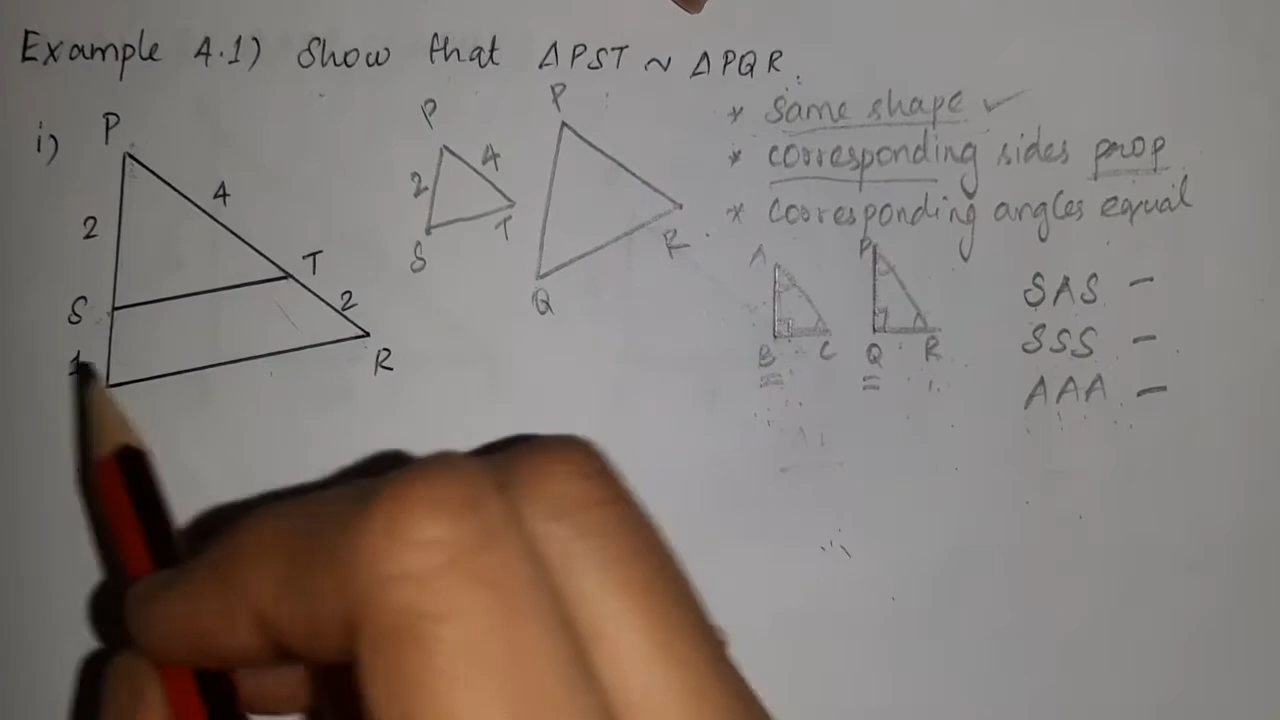 Example 4.1) Show that ΔPST ~ ΔPQR.
i)
P
2
4
S
T
2
1
R
P
2
4
S
T
P
Q
R
* same shape ✓
* corresponding sides prop
* corresponding angles equal
A
B
C
P
Q
R
SAS -
SSS -
AAA -